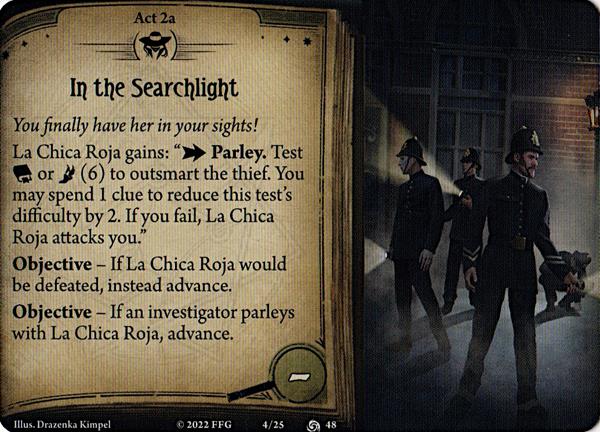 Act 2a
In the Searchlight
You finally have her in your sights!
La Chica Roja gains: “ Parley. Test
or (6) to outsmart the thief. You
may spend 1 clue to reduce this test’s
difficulty by 2. If you fail, La Chica
Roja attacks you.”
Objective – If La Chica Roja would
be defeated, instead advance.
Objective – If an investigator parleys
with La Chica Roja, advance.
–
Illus. Drazenka Kimpel
© 2022 FFG
4/25
48